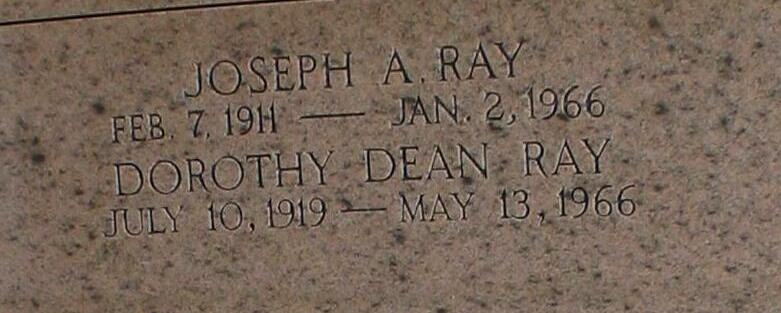 JOSEPH A. RAY
FEB. 7, 1911 — JAN. 2, 1966
DOROTHY DEAN RAY
JULY 10, 1919 — MAY 13, 1966